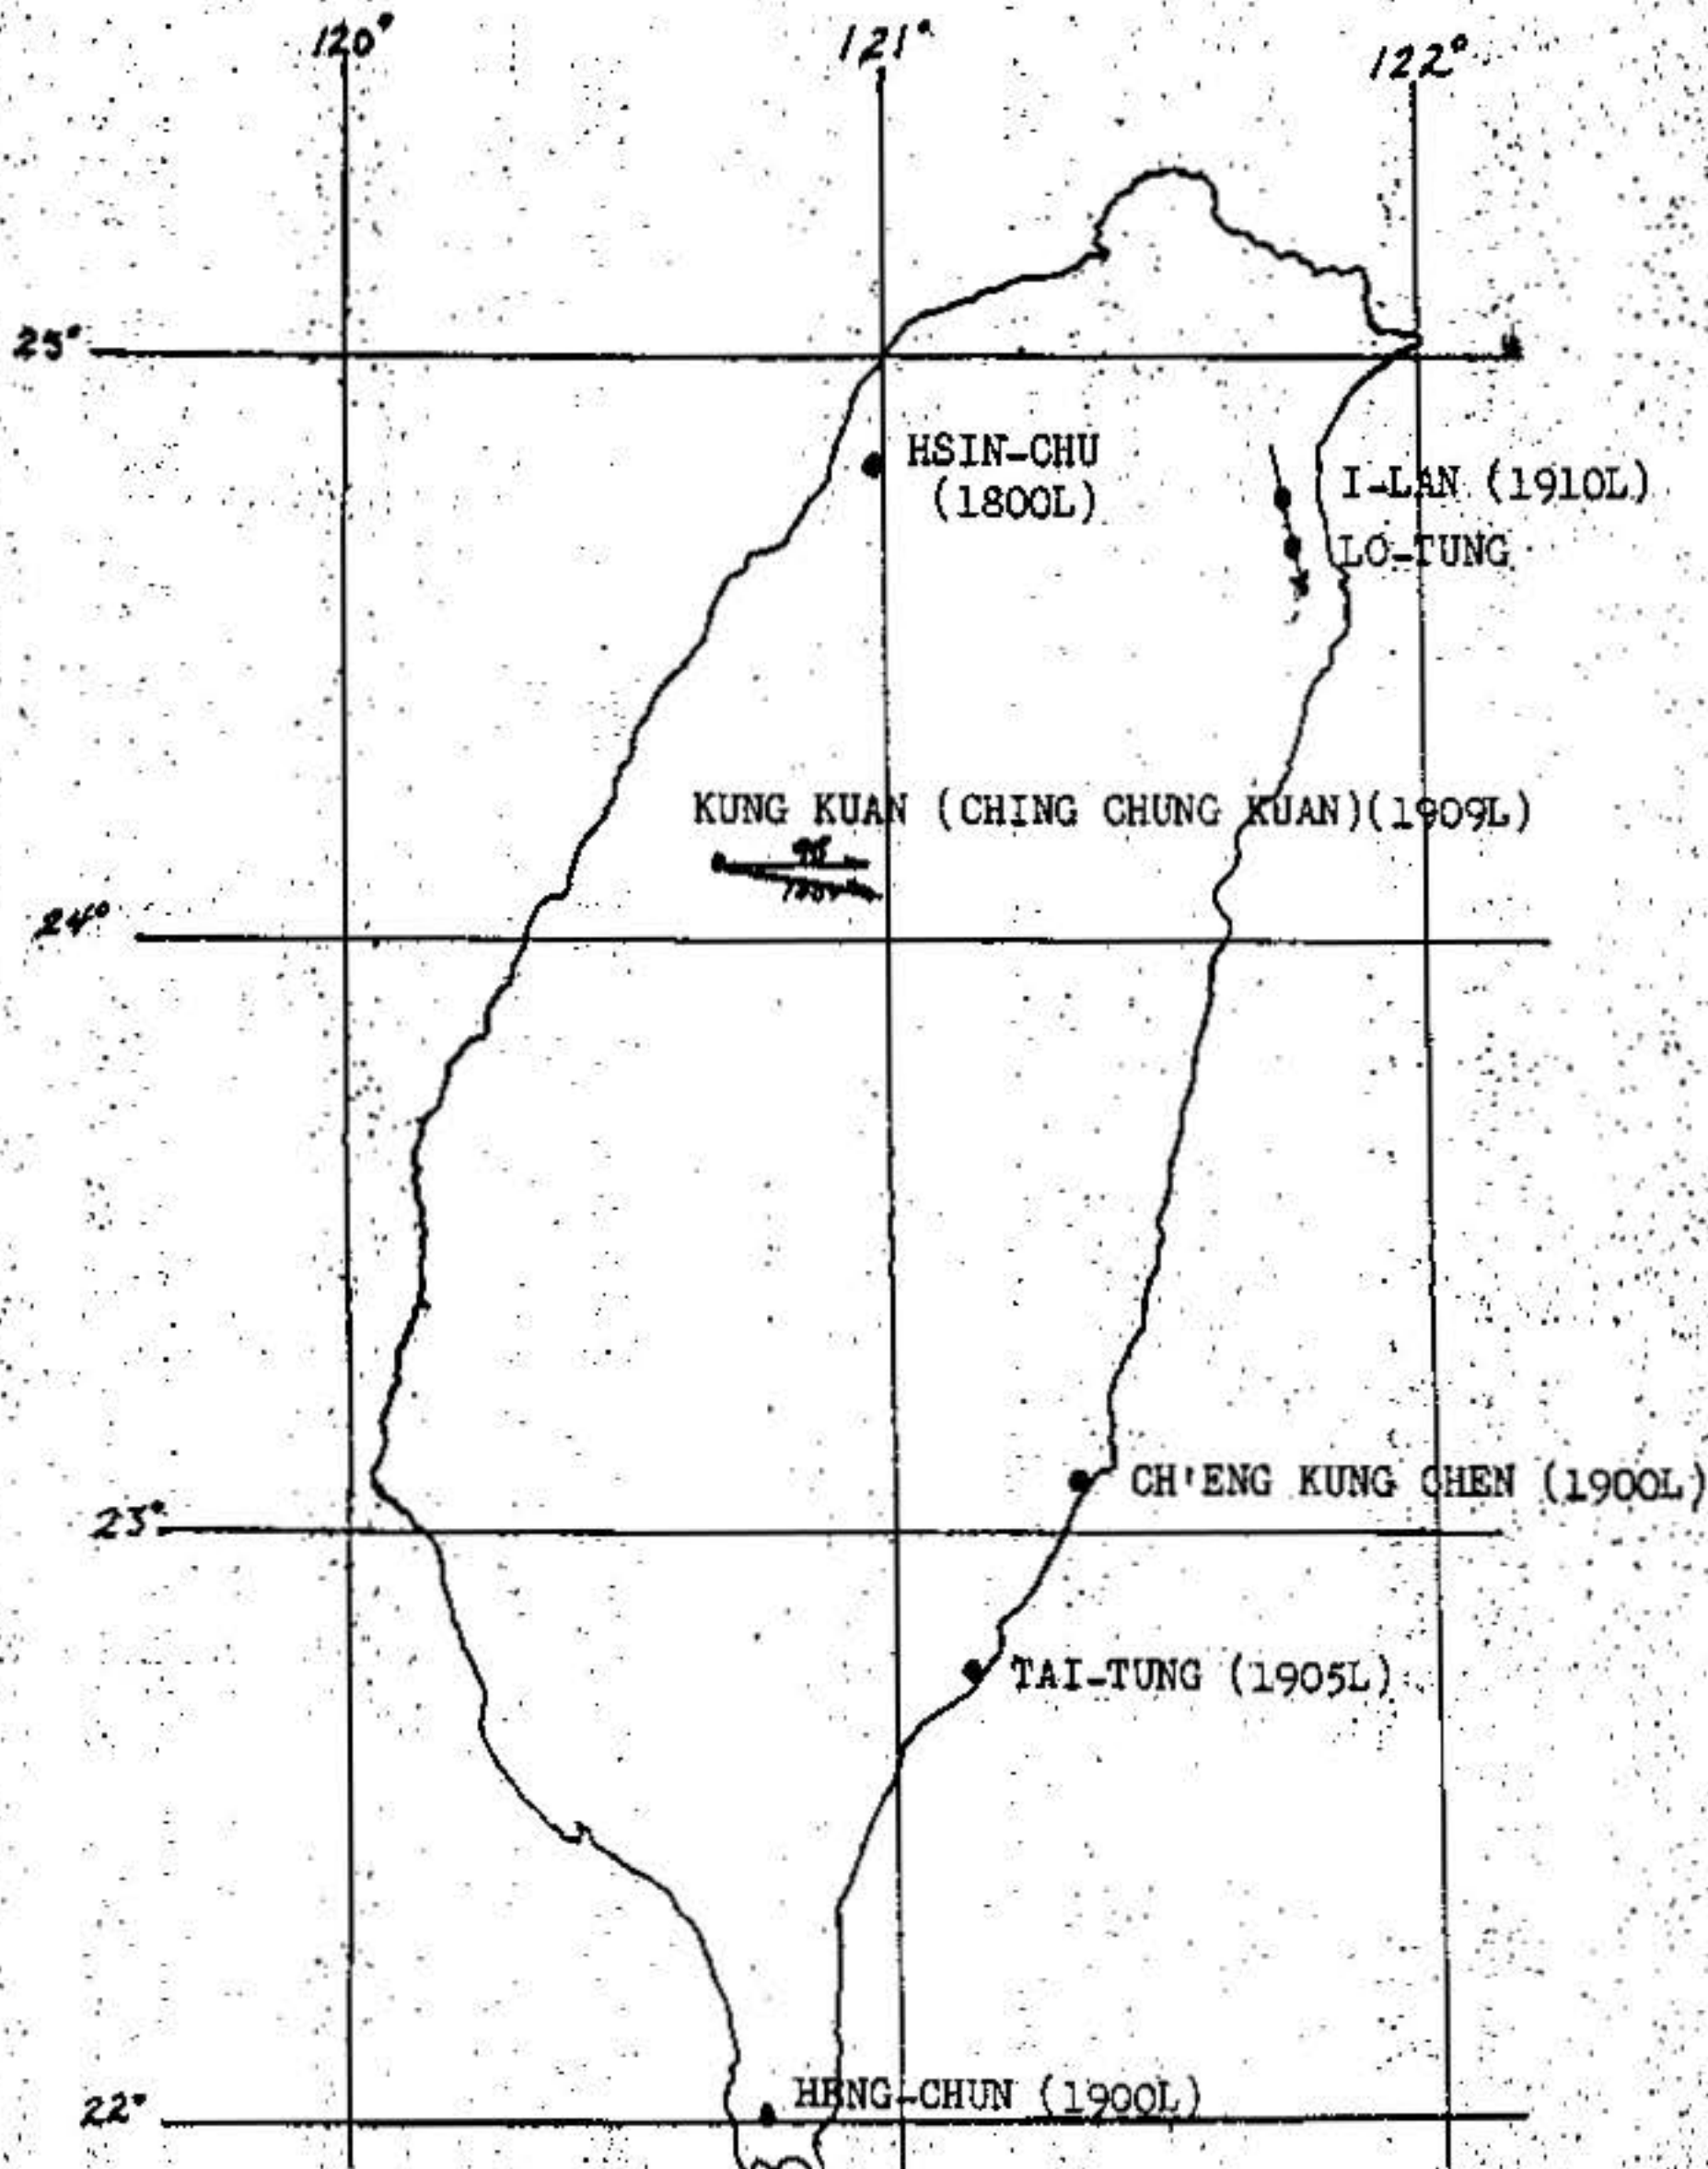 120°
121°
122°
25°
HSIN-CHU
(1800L)
I-LAN (1910L)
LO-TUNG
KUNG KUAN (CHING CHUNG KUAN)(1909L)
24°
CH'ENG KUNG CHEN (1900L)
23°
TAI-TUNG (1905L)
HENG-CHUN (1900L)
22°